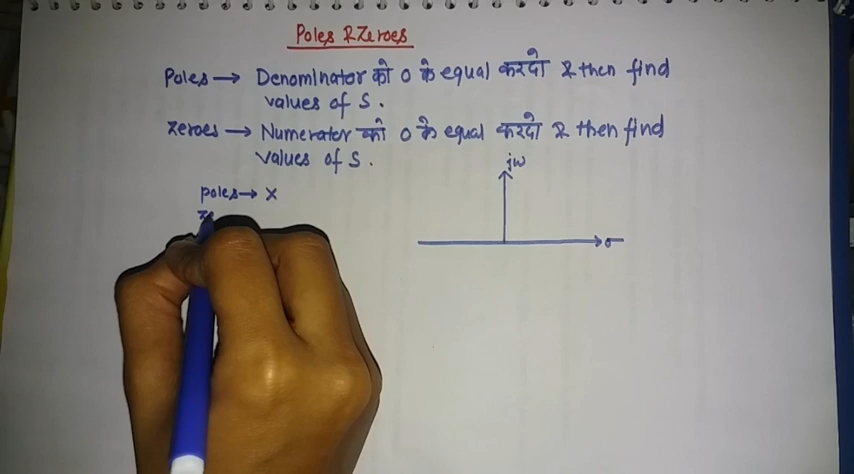 Poles & Zeroes
Poles → Denominator को 0 के equal करदो & then find
values of S.
Zeroes → Numerator को 0 के equal करदो & then find
values of S.
jω
poles → ×
ze
σ